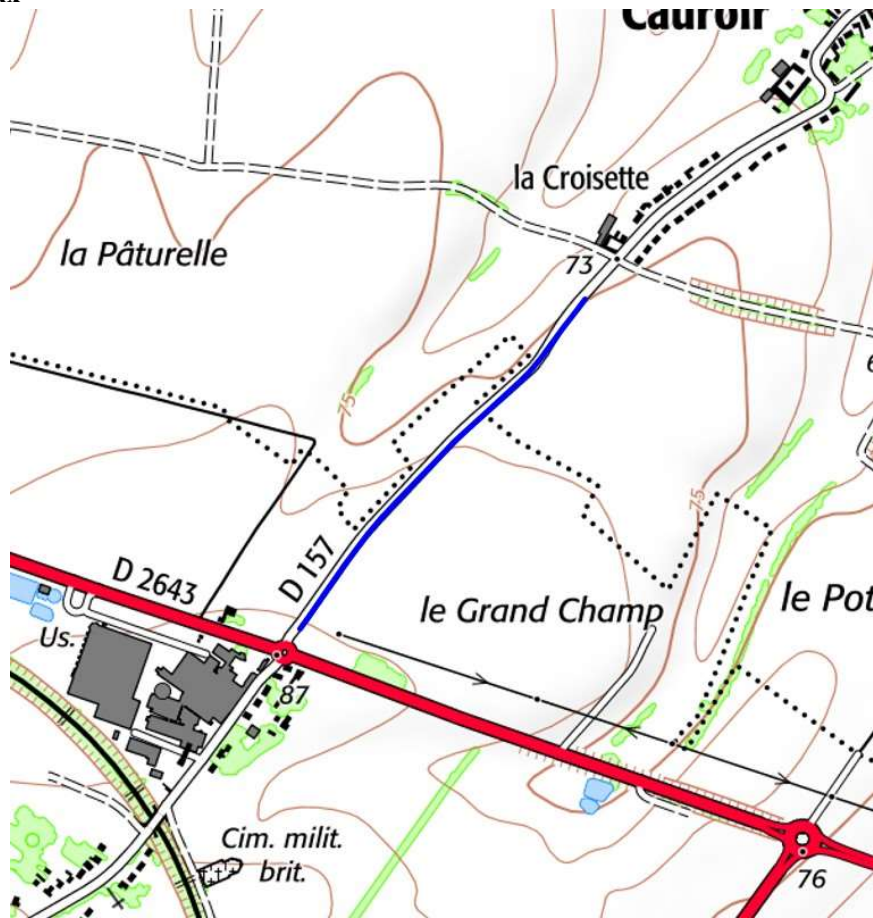 Cauroir
la Croisette
73
la Pâturelle
75
75
D 157
D 2643
le Grand Champ
le Pot
Us.
87
Cim. milit.
brit.
76